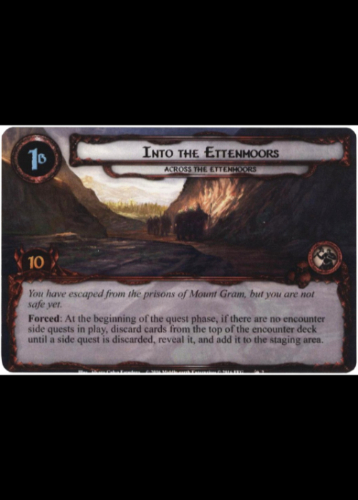 1B
INTO THE ETTENMOORS
ACROSS THE ETTENMOORS
10
You have escaped from the prisons of Mount Gram, but you are not
safe yet.
Forced: At the beginning of the quest phase, if there are no encounter
side quests in play, discard cards from the top of the encounter deck
until a side quest is discarded, reveal it, and add it to the staging area.